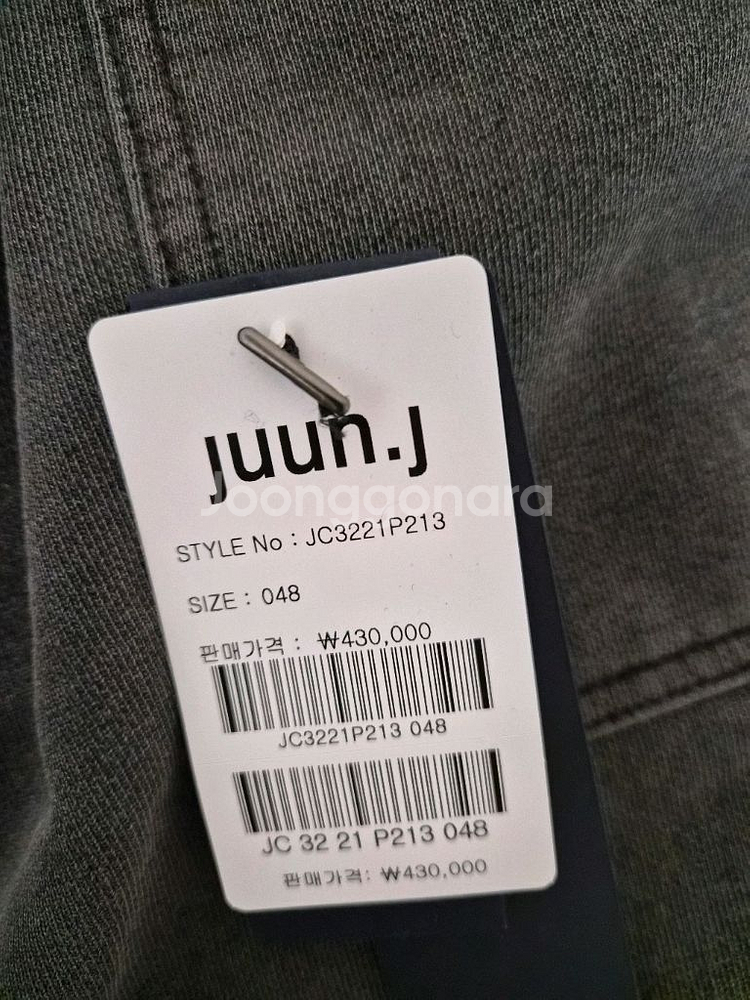 juun.j
Joonggonara
STYLE No : JC3221P213
SIZE : 048
판매가격 : ₩430,000
JC3221P213 048
JC 32 21 P213 048
판매가격: ₩430,000